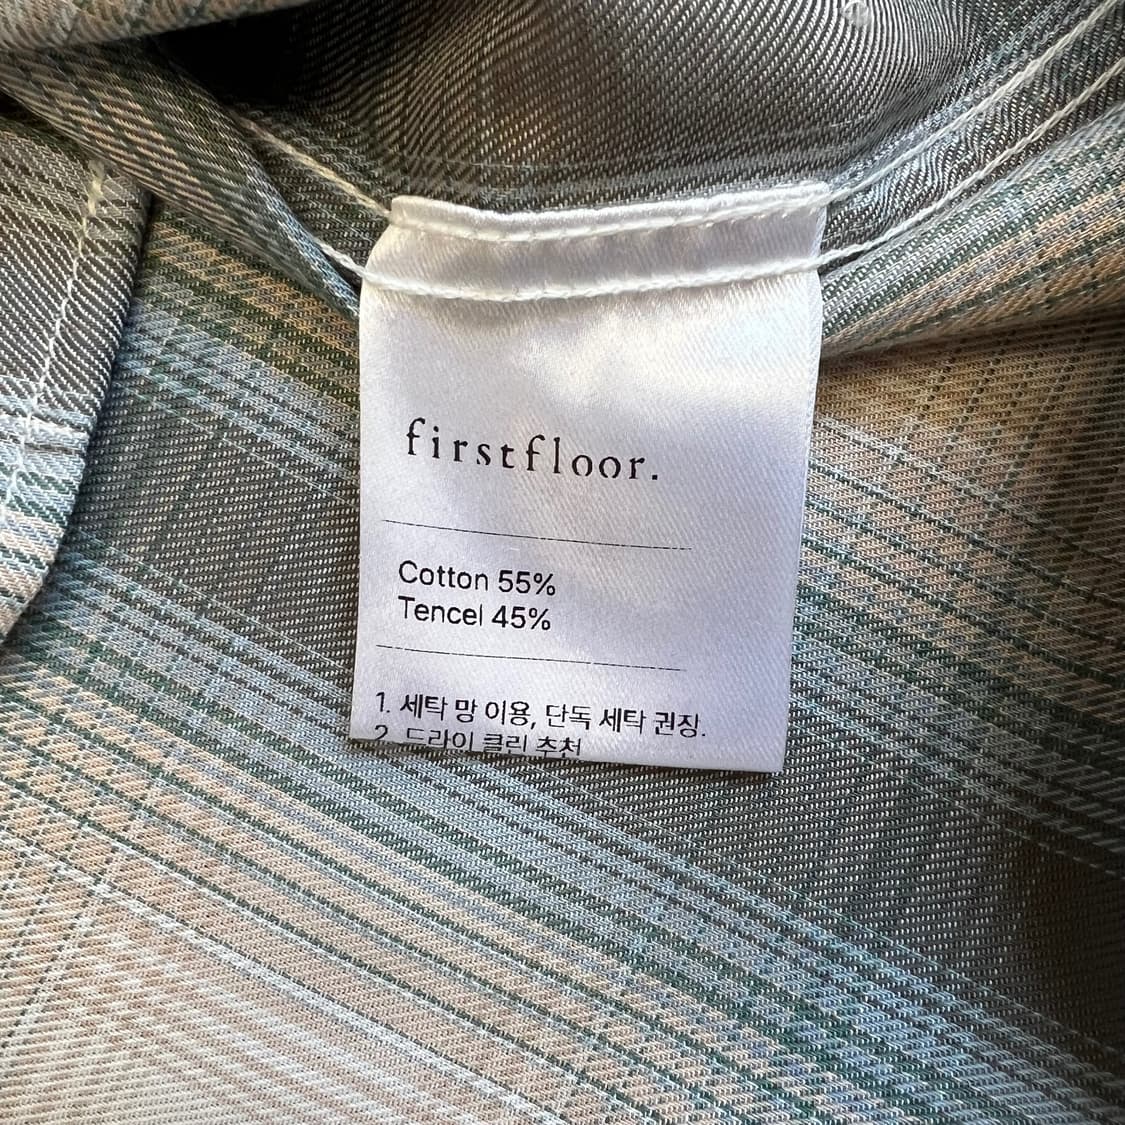 firstfloor.
Cotton 55%
Tencel 45%
1. 세탁 망 이용, 단독 세탁 권장.
2. 드라이 클린 추천